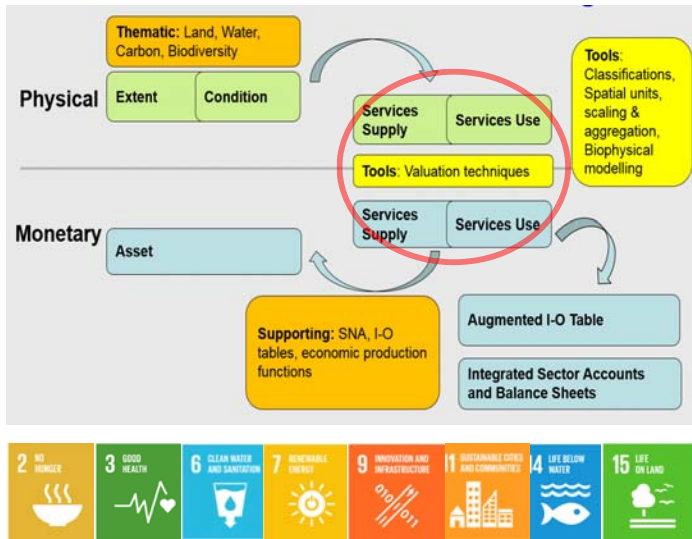 Thematic: Land, Water,
Carbon, Biodiversity
Physical
Extent
Condition
Services
Supply
Services Use
Tools:
Classifications,
Spatial units,
scaling &
aggregation,
Biophysical
modelling
Tools: Valuation techniques
Monetary
Asset
Services
Supply
Services Use
Supporting: SNA, I-O
tables, economic production
functions
Augmented I-O Table
Integrated Sector Accounts
and Balance Sheets
2 NO
HUNGER
3 GOOD
HEALTH
6 CLEAN WATER
AND SANITATION
7 RENEWABLE
ENERGY
9 INNOVATION AND
INFRASTRUCTURE
11 SUSTAINABLE CITIES
AND COMMUNITIES
14 LIFE BELOW
WATER
15 LIFE
ON LAND